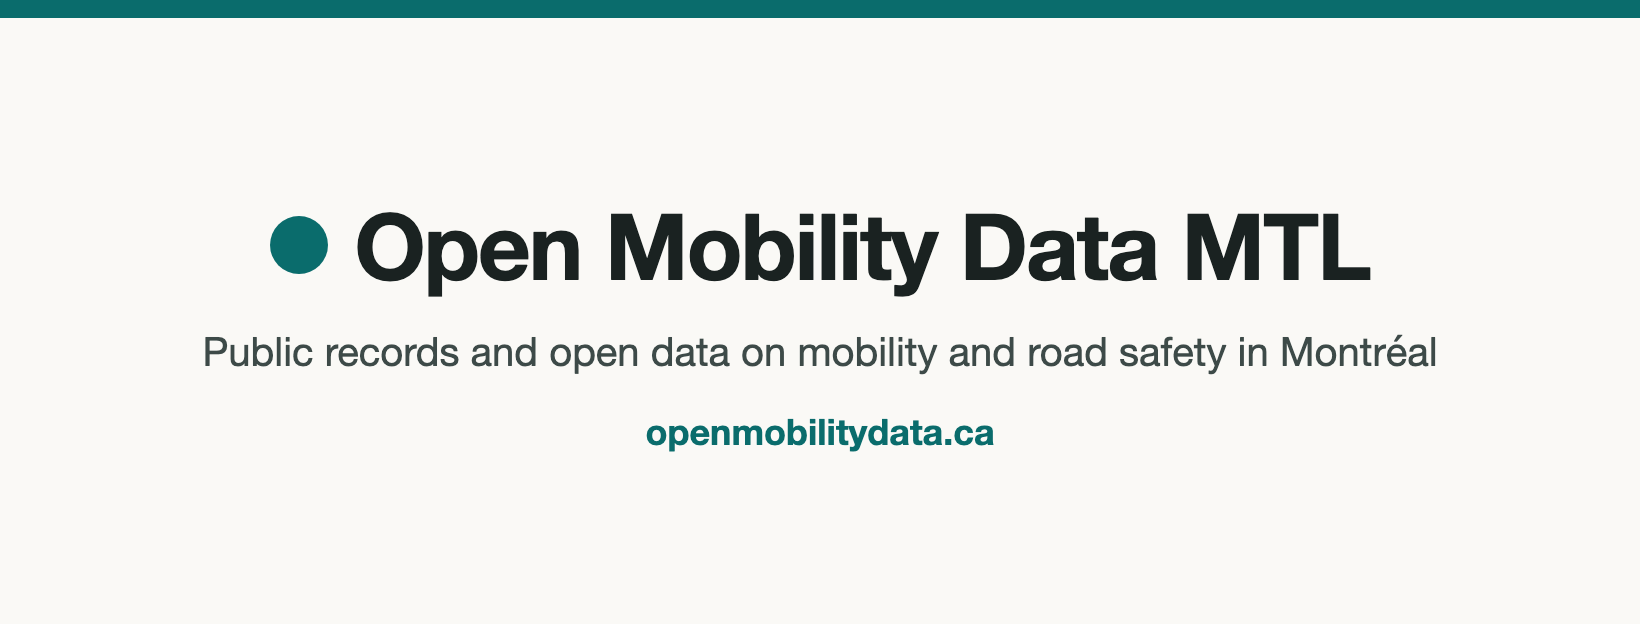 Open Mobility Data MTL
Public records and open data on mobility and road safety in Montréal
openmobilitydata.ca